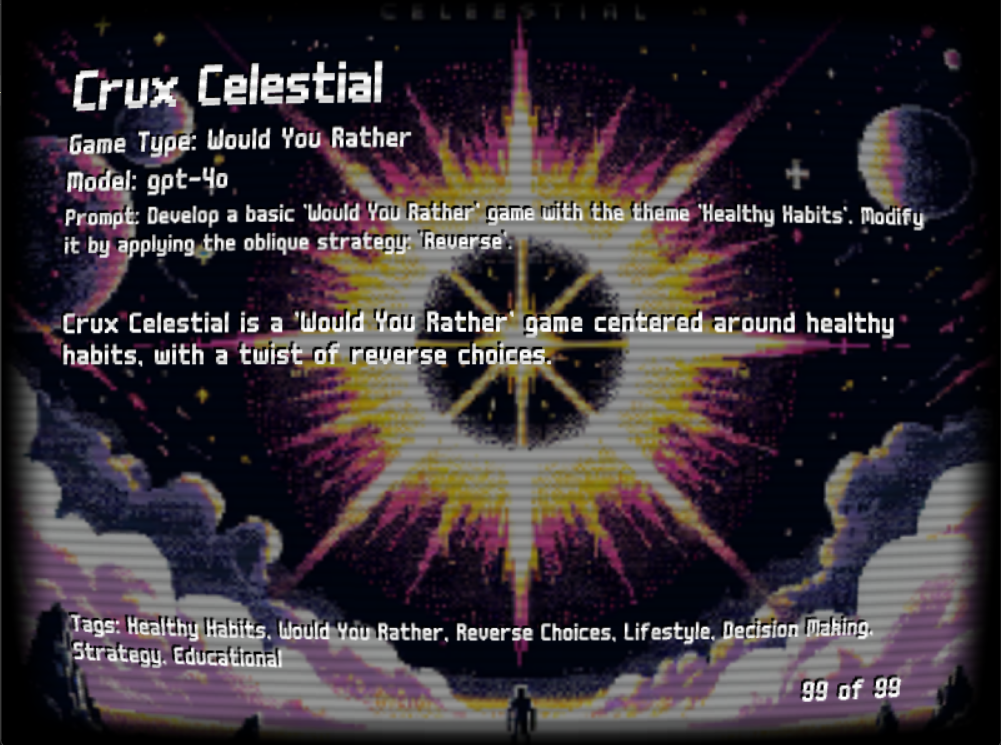 CELESTIAL
Crux Celestial
Game Type: Would You Rather
Model: gpt-4o
Prompt: Develop a basic 'Would You Rather' game with the theme 'Healthy Habits'. Modify
it by applying the oblique strategy: 'Reverse'.
Crux Celestial is a 'Would You Rather' game centered around healthy
habits, with a twist of reverse choices.
Tags: Healthy Habits, Would You Rather, Reverse Choices, Lifestyle, Decision Making,
Strategy, Educational
99 of 99